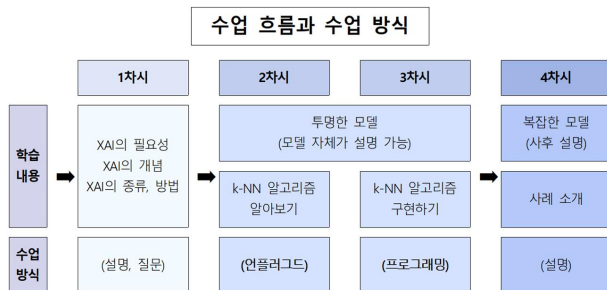 수업 흐름과 수업 방식
1차시
2차시
3차시
4차시
학습
내용
XAI의 필요성
XAI의 개념
XAI의 종류, 방법
투명한 모델
(모델 자체가 설명 가능)
복잡한 모델
(사후 설명)
k-NN 알고리즘
알아보기
k-NN 알고리즘
구현하기
사례 소개
수업
방식
(설명, 질문)
(언플러그드)
(프로그래밍)
(설명)